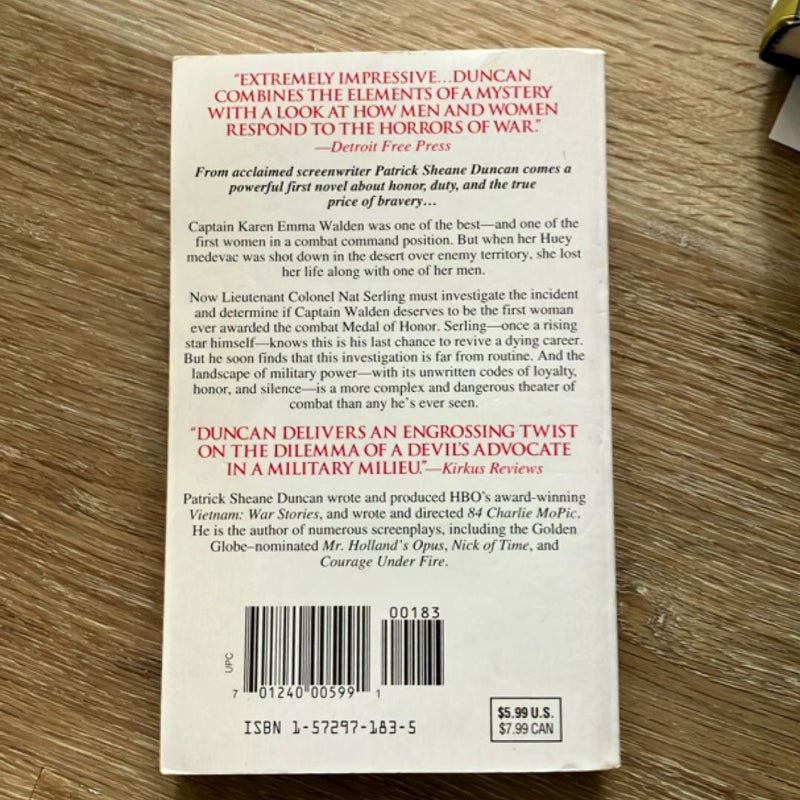 “EXTREMELY IMPRESSIVE...DUNCAN
COMBINES THE ELEMENTS OF A MYSTERY
WITH A LOOK AT HOW MEN AND WOMEN
RESPOND TO THE HORRORS OF WAR.”
—Detroit Free Press
From acclaimed screenwriter Patrick Sheane Duncan comes a
powerful first novel about honor, duty, and the true
price of bravery...
Captain Karen Emma Walden was one of the best—and one of the
first women in a combat command position. But when her Huey
medevac was shot down in the desert over enemy territory, she lost
her life along with one of her men.
Now Lieutenant Colonel Nat Serling must investigate the incident
and determine if Captain Walden deserves to be the first woman
ever awarded the combat Medal of Honor. Serling—once a rising
star himself—knows this is his last chance to revive a dying career.
But he soon finds that this investigation is far from routine. And the
landscape of military power—with its unwritten codes of loyalty,
honor, and silence—is a more complex and dangerous theater of
combat than any he's ever seen.
“DUNCAN DELIVERS AN ENGROSSING TWIST
ON THE DILEMMA OF A DEVIL'S ADVOCATE
IN A MILITARY MILIEU.”—Kirkus Reviews
Patrick Sheane Duncan wrote and produced HBO's award-winning
Vietnam: War Stories, and wrote and directed 84 Charlie MoPic.
He is the author of numerous screenplays, including the Golden
Globe–nominated Mr. Holland's Opus, Nick of Time, and
Courage Under Fire.
00183
UPC
7 01240 00599 1
ISBN 1-57297-183-5
$5.99 U.S.
$7.99 CAN